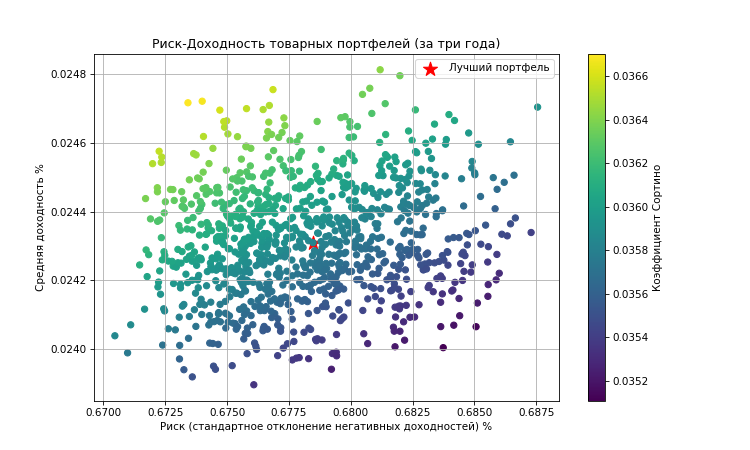 Риск-Доходность товарных портфелей (за три года)
Лучший портфель
Средняя доходность %
0.0248
0.0246
0.0244
0.0242
0.0240
0.6700 0.6725 0.6750 0.6775 0.6800 0.6825 0.6850 0.6875
Риск (стандартное отклонение негативных доходностей) %
0.0366
0.0364
0.0362
0.0360
0.0358
0.0356
0.0354
0.0352
Коэффициент Сортино